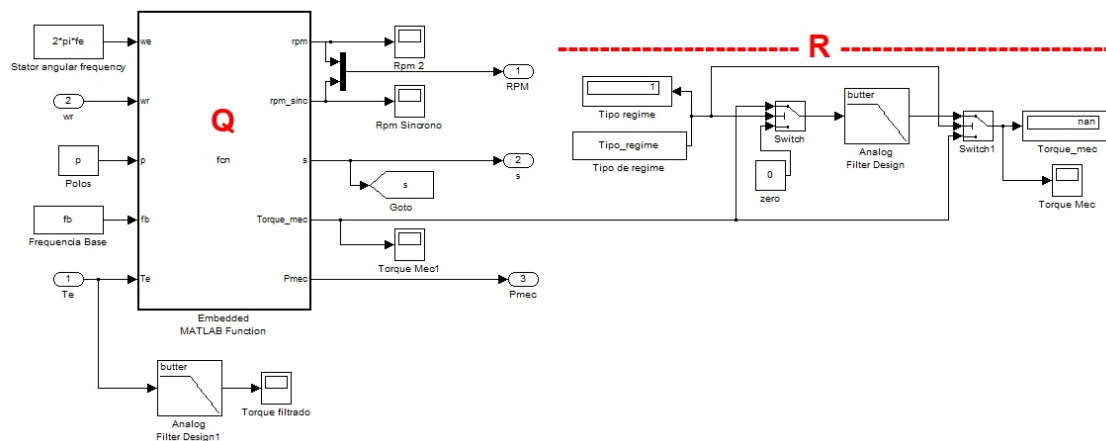 2*pi*fe
Stator angular frequency
2
wr
p
Polos
fb
Frequencia Base
1
Te
we
wr
p
fb
Te
Q
fcn
rpm
rpm_sinc
s
Torque_mec
Pmec
Embedded
MATLAB Function
butter
Analog
Filter Design1
Torque filtrado
Rpm 2
Rpm Sincrono
s
Goto
Torque Mec1
1
RPM
2
s
3
Pmec
R
1
Tipo regime
Tipo_regime
Tipo de regime
Switch
0
zero
butter
Analog
Filter Design
Switch1
nan
Torque_mec
Torque Mec